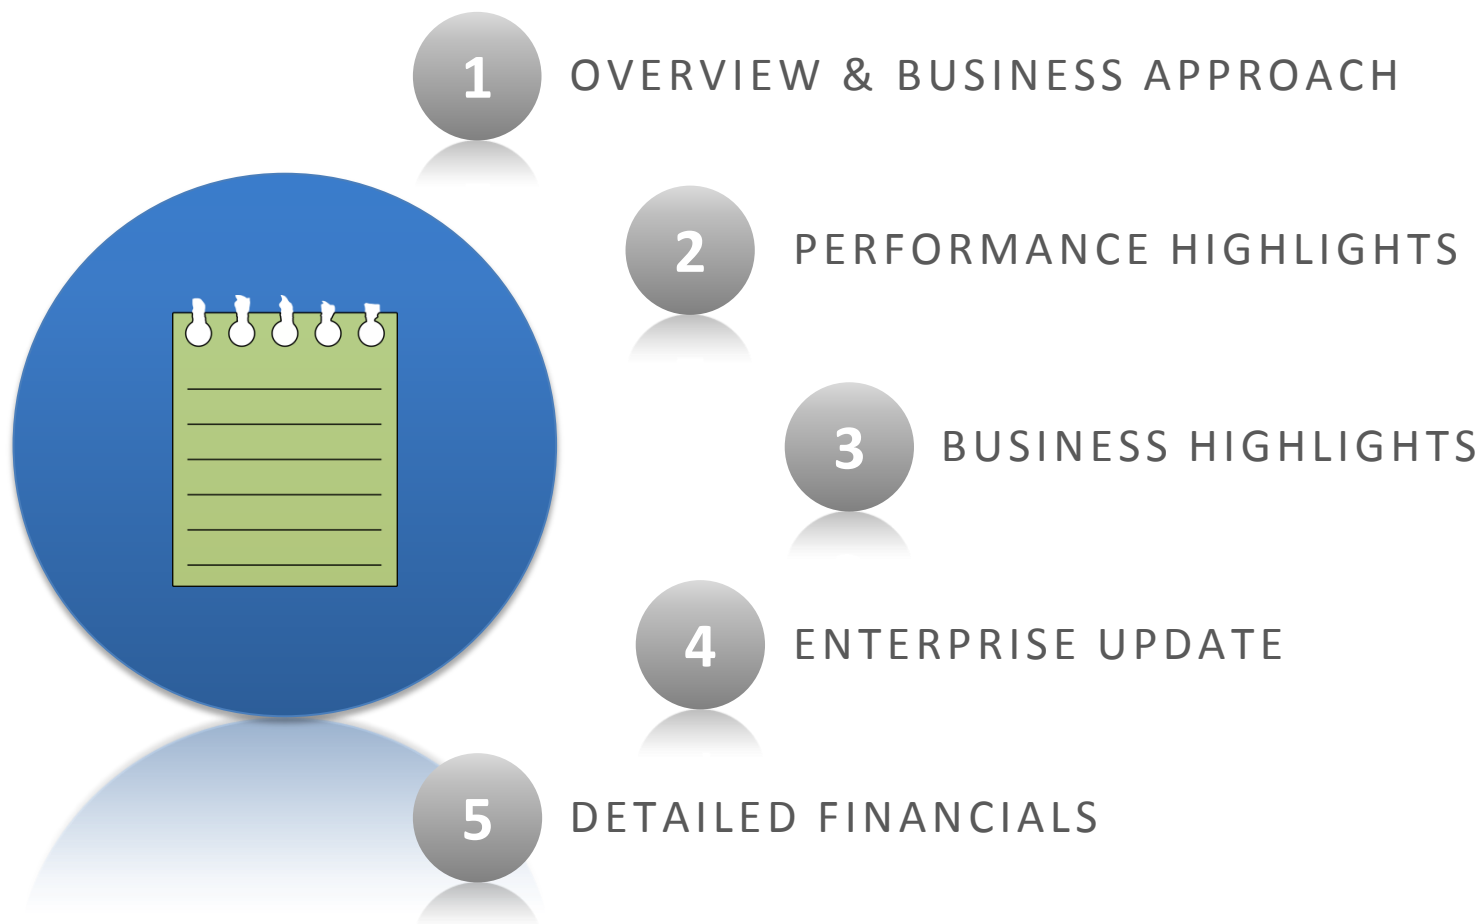 1 OVERVIEW & BUSINESS APPROACH
2 PERFORMANCE HIGHLIGHTS
3 BUSINESS HIGHLIGHTS
4 ENTERPRISE UPDATE
5 DETAILED FINANCIALS